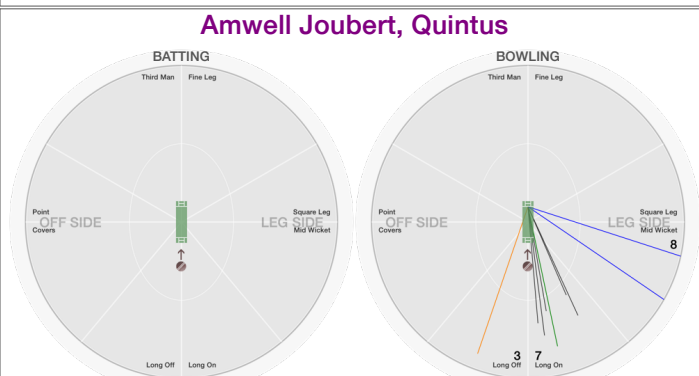 Amwell Joubert, Quintus
BATTING
Third Man Fine Leg
Point
OFF SIDE
Covers
Square Leg
LEG SIDE
Mid Wicket
Long Off Long On
BOWLING
Third Man Fine Leg
Point
OFF SIDE
Covers
Square Leg
LEG SIDE
Mid Wicket
8
3 7
Long Off Long On